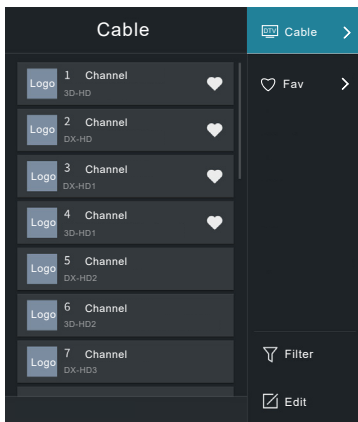 Cable
Logo 1 Channel
3D-HD
Logo 2 Channel
DX-HD
Logo 3 Channel
DX-HD1
Logo 4 Channel
3D-HD1
Logo 5 Channel
DX-HD2
Logo 6 Channel
3D-HD2
Logo 7 Channel
DX-HD3
DTV Cable
Fav
Filter
Edit